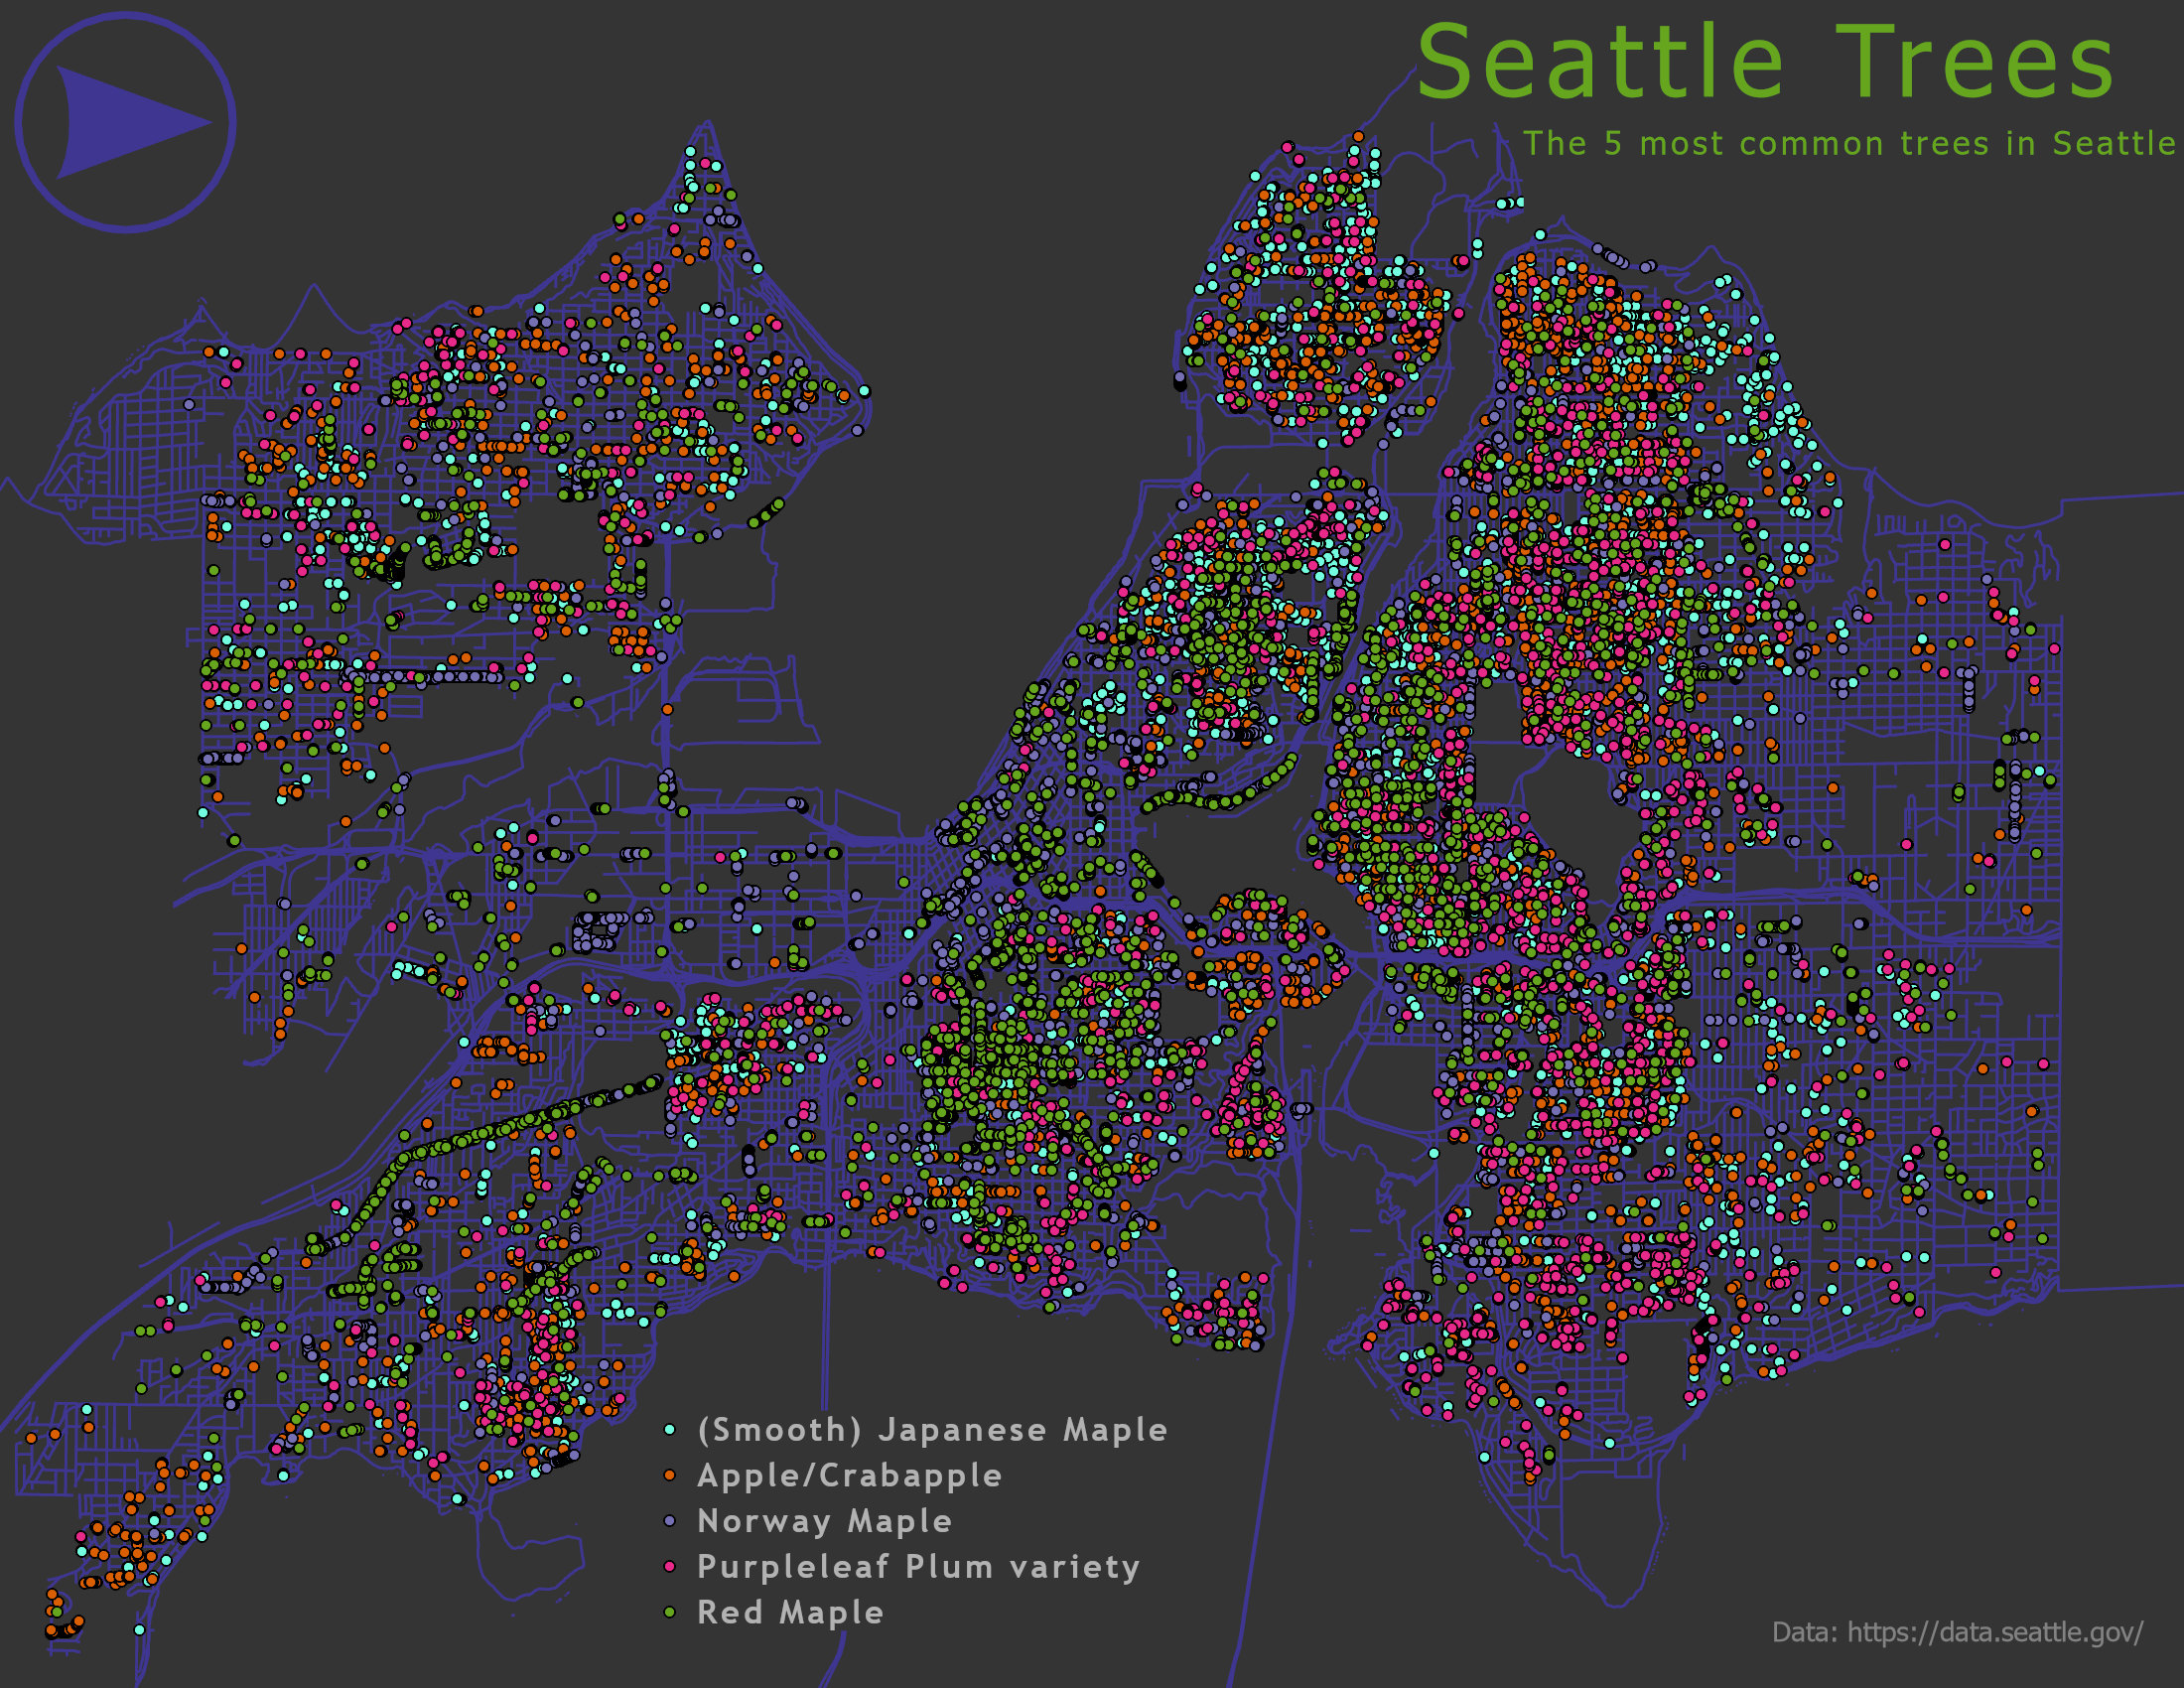 Seattle Trees
The 5 most common trees in Seattle
(Smooth) Japanese Maple
Apple/Crabapple
Norway Maple
Purpleleaf Plum variety
Red Maple
Data: https://data.seattle.gov/